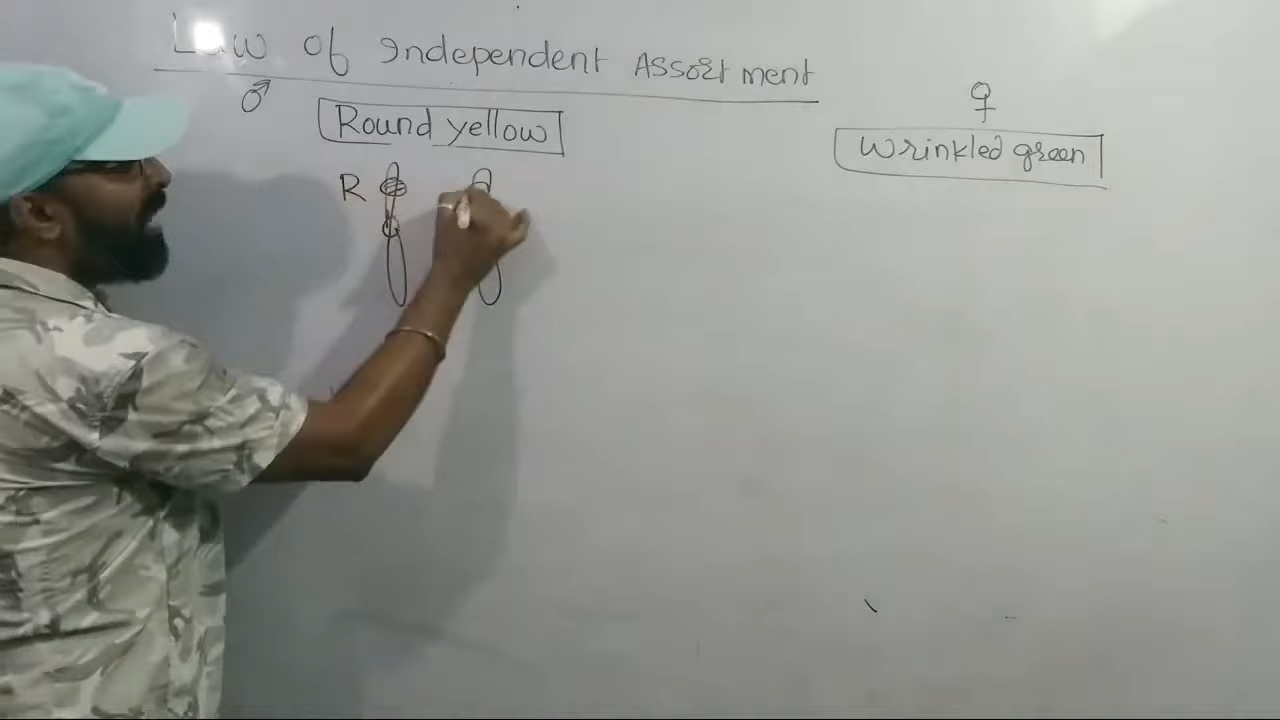 Law of Independent Assortment
♂
Round yellow
♀
Wrinkled green
R